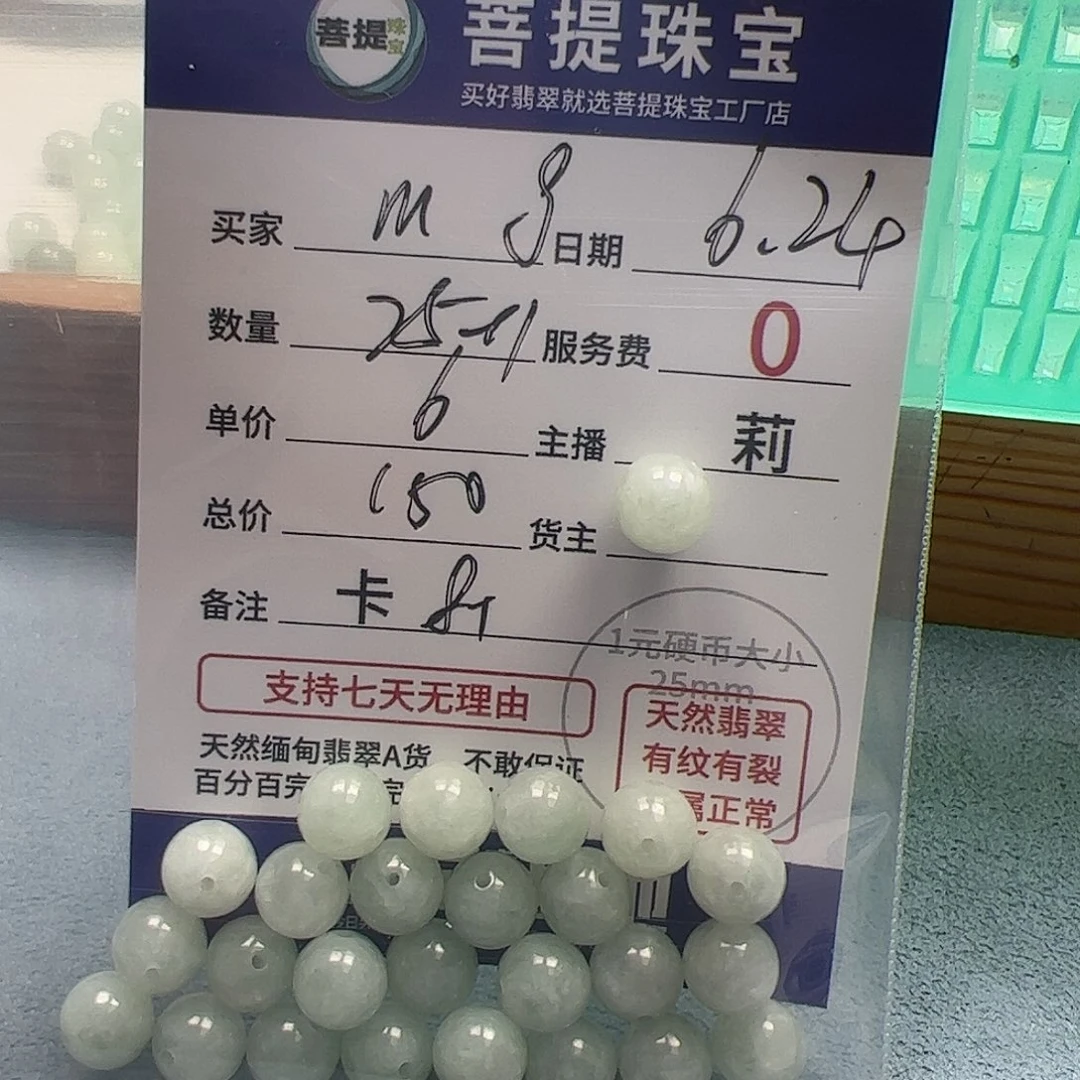 菩提珠宝
菩提珠宝
买好翡翠就选菩提珠宝工厂店
买家 m 日期 6.24
数量 25 服务费 0
单价 6 主播 莉
总价 150 货主
备注 卡
1元硬币大小
25mm
支持七天无理由
天然翡翠
有纹有裂
属正常
天然缅甸翡翠A货 不敢保证
百分百完